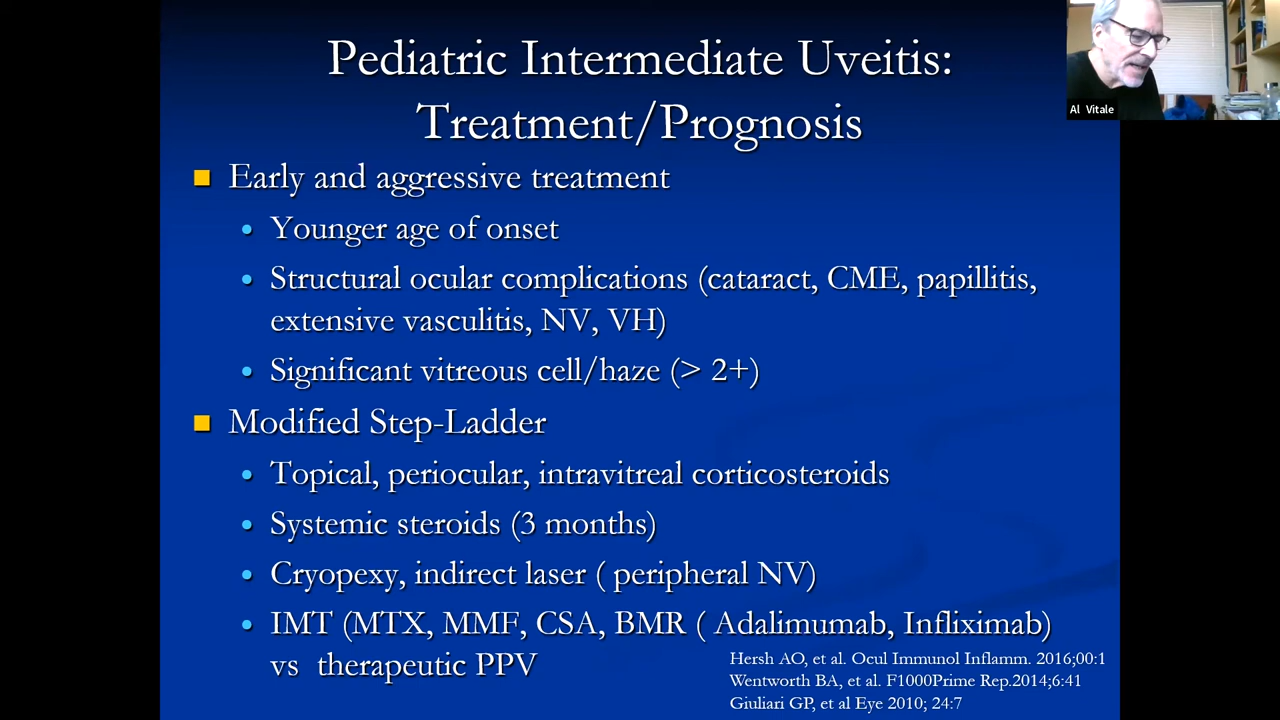 Pediatric Intermediate Uveitis:
Treatment/Prognosis
Al Vitale
Early and aggressive treatment
Younger age of onset
Structural ocular complications (cataract, CME, papillitis,
extensive vasculitis, NV, VH)
Significant vitreous cell/haze (> 2+)
Modified Step-Ladder
Topical, periocular, intravitreal corticosteroids
Systemic steroids (3 months)
Cryopexy, indirect laser ( peripheral NV)
IMT (MTX, MMF, CSA, BMR ( Adalimumab, Infliximab)
vs therapeutic PPV
Hersh AO, et al. Ocul Immunol Inflamm. 2016;00:1
Wentworth BA, et al. F1000Prime Rep.2014;6:41
Giuliari GP, et al Eye 2010; 24:7